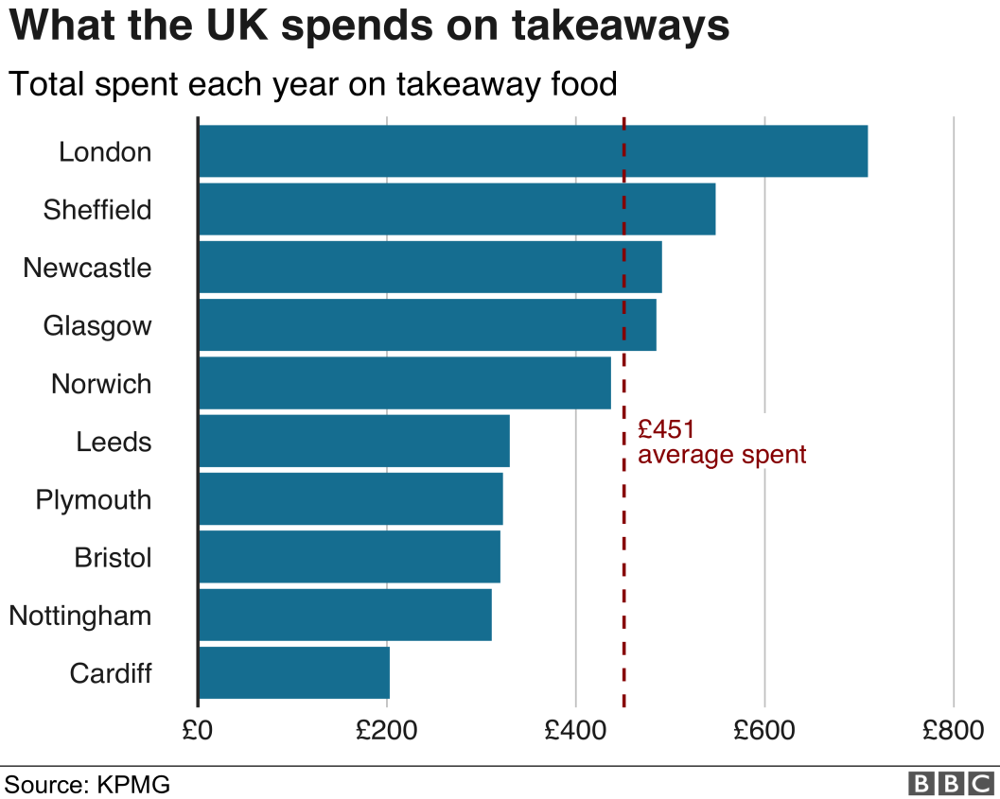 What the UK spends on takeaways
Total spent each year on takeaway food
London
Sheffield
Newcastle
Glasgow
Norwich
Leeds
£451
average spent
Plymouth
Bristol
Nottingham
Cardiff
£0 £200 £400 £600 £800
Source: KPMG
BBC